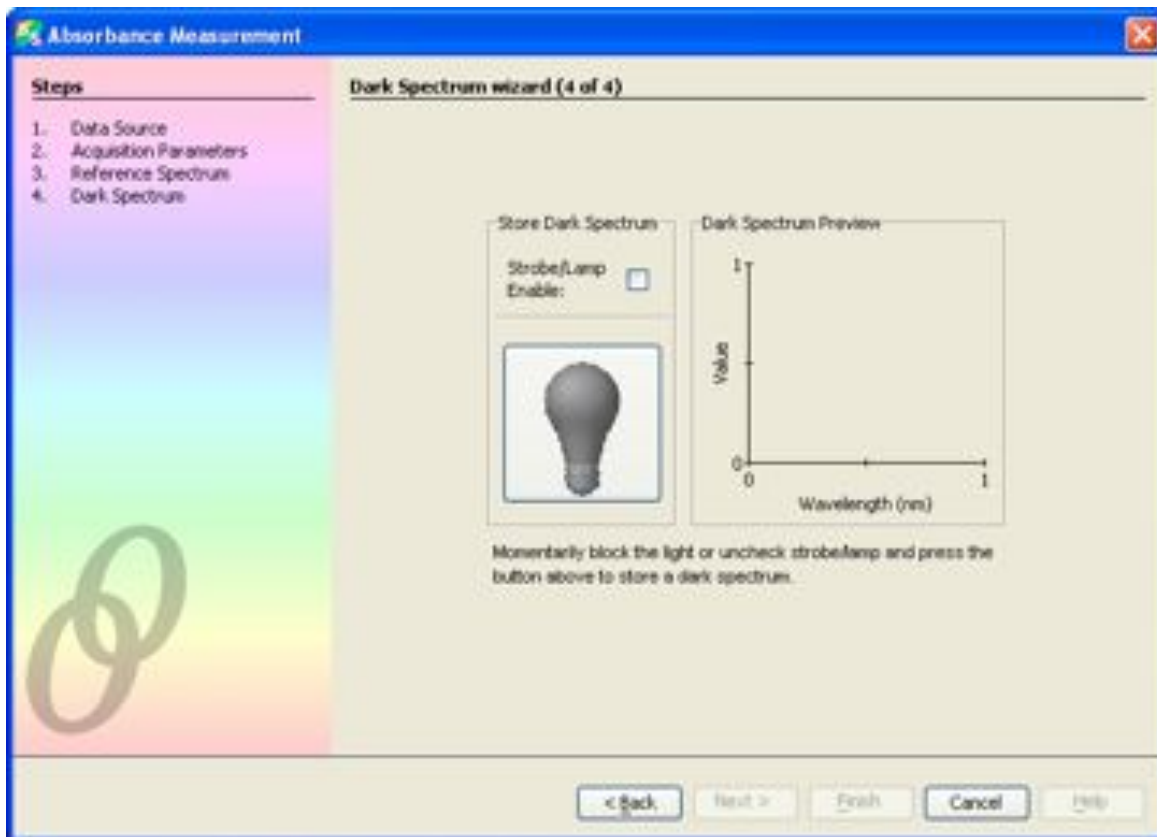 Absorbance Measurement
Steps
1. Data Source
2. Acquisition Parameters
3. Reference Spectrum
4. Dark Spectrum
Dark Spectrum wizard (4 of 4)
Store Dark Spectrum
Strobe/Lamp
Enable:
Dark Spectrum Preview
1
Value
0
0
1
Wavelength (nm)
Momentarily block the light or uncheck strobe/lamp and press the
button above to store a dark spectrum.
OO
< Back
Next >
Finish
Cancel
Help